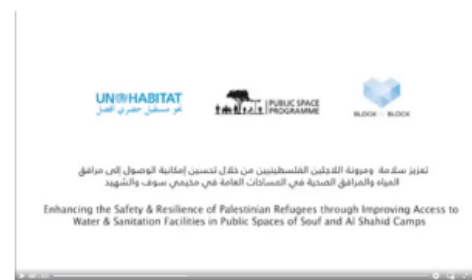 UN HABITAT
نحو مستقبل حضري أفضل
PUBLIC SPACE
PROGRAMME
BLOCK BY BLOCK
تعزيز سلامة ومرونة اللاجئين الفلسطينيين من خلال تحسين إمكانية الوصول إلى مرافق
المياه والمرافق الصحية في المساحات العامة في مخيمي سوف والشهيد
Enhancing the Safety & Resilience of Palestinian Refugees through Improving Access to
Water & Sanitation Facilities in Public Spaces of Souf and Al Shahid Camps